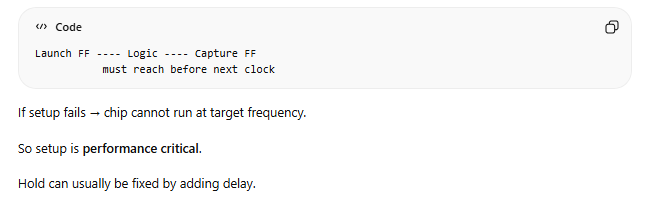 </> Code
Launch FF ---- Logic ---- Capture FF
must reach before next clock
If setup fails → chip cannot run at target frequency.
So setup is performance critical.
Hold can usually be fixed by adding delay.